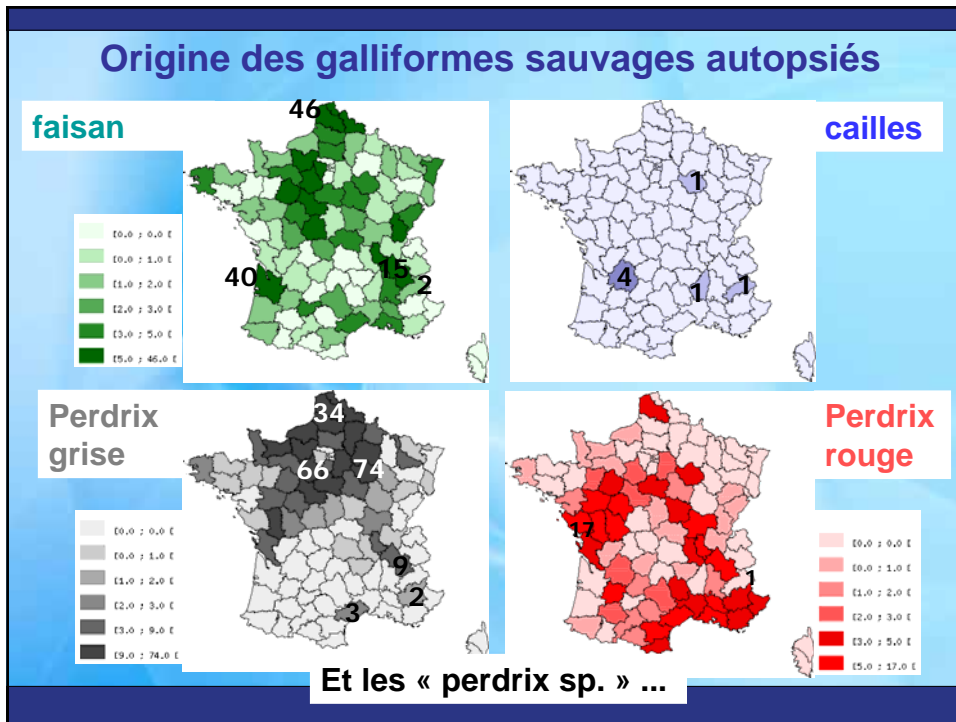 Origine des galliformes sauvages autopsiés
faisan
46
40
15
2
[0.0 ; 0.0 [
[0.0 ; 1.0 [
[1.0 ; 2.0 [
[2.0 ; 3.0 [
[3.0 ; 5.0 [
[5.0 ; 46.0 [
cailles
1
4
1
1
Perdrix
grise
34
66
74
9
2
3
[0.0 ; 0.0 [
[0.0 ; 1.0 [
[1.0 ; 2.0 [
[2.0 ; 3.0 [
[3.0 ; 9.0 [
[9.0 ; 74.0 [
Perdrix
rouge
17
1
[0.0 ; 0.0 [
[0.0 ; 1.0 [
[1.0 ; 2.0 [
[2.0 ; 3.0 [
[3.0 ; 5.0 [
[5.0 ; 17.0 [
Et les « perdrix sp. » ...